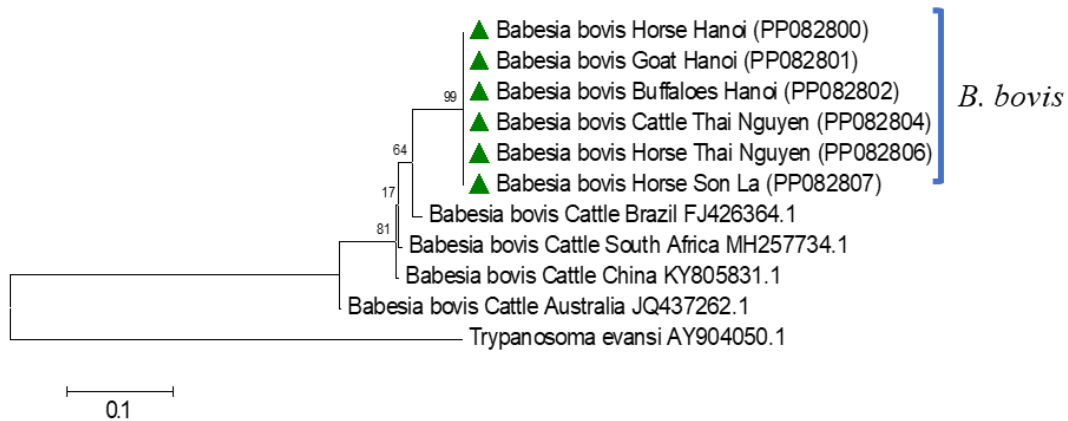 Babesia bovis Horse Hanoi (PP082800)
Babesia bovis Goat Hanoi (PP082801)
Babesia bovis Buffaloes Hanoi (PP082802)
B. bovis
99
Babesia bovis Cattle Thai Nguyen (PP082804)
64
Babesia bovis Horse Thai Nguyen (PP082806)
Babesia bovis Horse Son La (PP082807)
17
Babesia bovis Cattle Brazil FJ426364.1
81
Babesia bovis Cattle South Africa MH257734.1
Babesia bovis Cattle China KY805831.1
Babesia bovis Cattle Australia JQ437262.1
Trypanosoma evansi AY904050.1
0.1